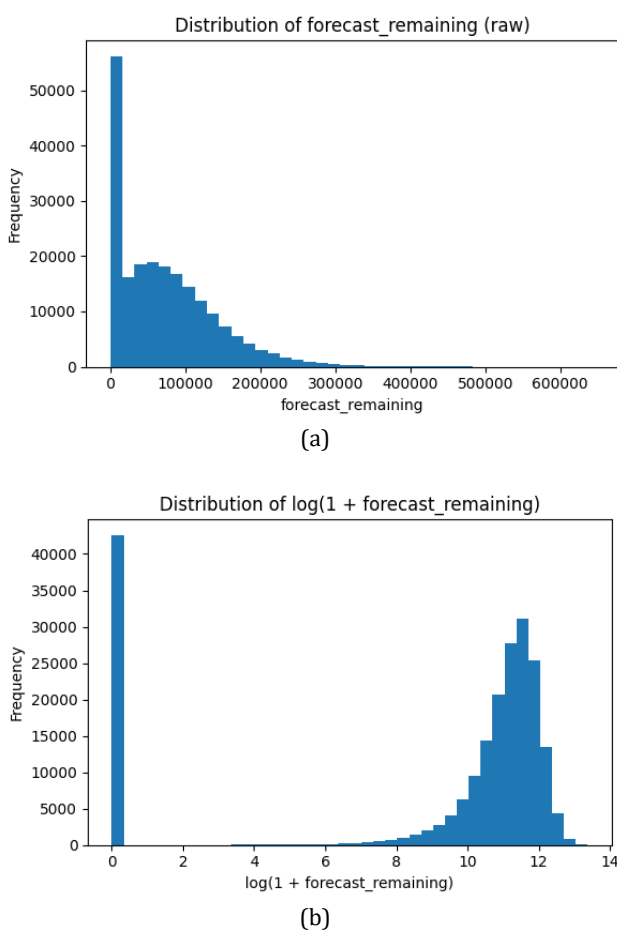 Distribution of forecast_remaining (raw)
50000
40000
30000
20000
10000
0
Frequency
0 100000 200000 300000 400000 500000 600000
forecast_remaining
(a)
Distribution of log(1 + forecast_remaining)
40000
35000
30000
25000
20000
15000
10000
5000
0
Frequency
0 2 4 6 8 10 12 14
log(1 + forecast_remaining)
(b)